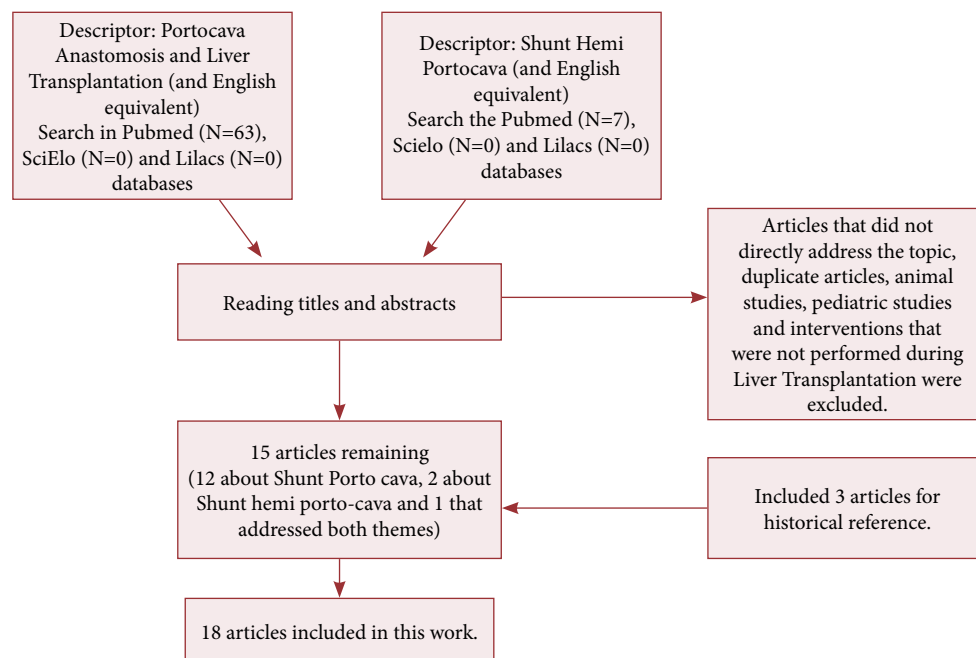 Descriptor: Portocava
Anastomosis and Liver
Transplantation (and English
equivalent)
Search in Pubmed (N=63),
SciElo (N=0) and Lilacs (N=0)
databases
Descriptor: Shunt Hemi
Portocava (and English
equivalent)
Search the Pubmed (N=7),
Scielo (N=0) and Lilacs (N=0)
databases
Reading titles and abstracts
Articles that did not
directly address the topic,
duplicate articles, animal
studies, pediatric studies
and interventions that
were not performed during
Liver Transplantation were
excluded.
15 articles remaining
(12 about Shunt Porto cava, 2 about
Shunt hemi porto-cava and 1 that
addressed both themes)
Included 3 articles for
historical reference.
18 articles included in this work.